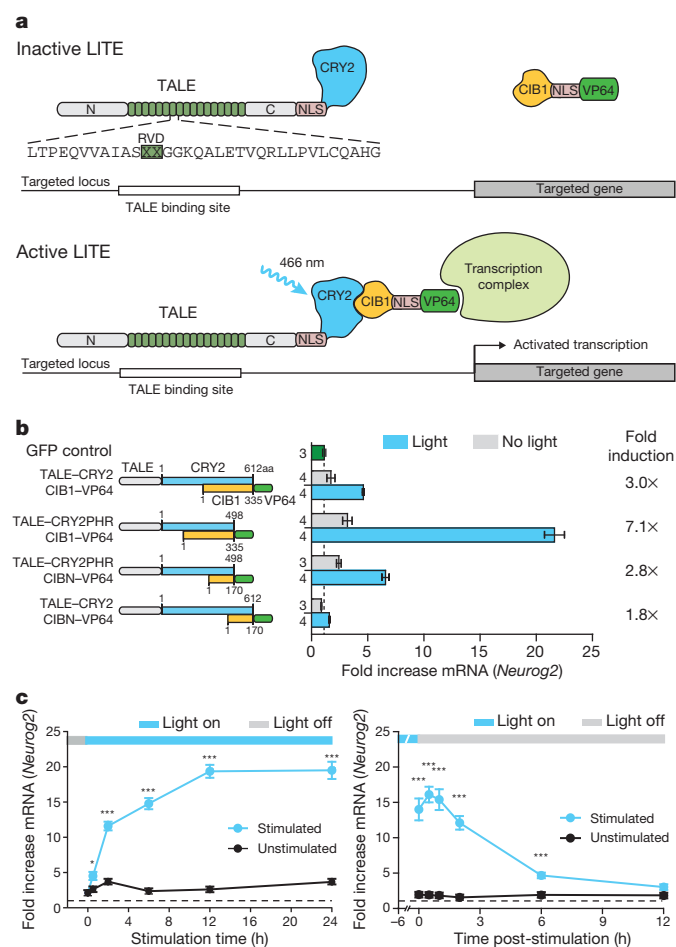 a
Inactive LITE
CRY2
TALE
CIB1 NLS VP64
N C NLS
RVD
LTPEQVVAIASXXGGKQALETVQRLLPVLCQAHG
Targeted locus Targeted gene
TALE binding site
Active LITE
466 nm
Transcription
complex
CRY2 CIB1 NLS VP64
TALE
N C NLS
Activated transcription
Targeted locus Targeted gene
TALE binding site
b
GFP control
Light No light
Fold
induction
3
TALE–CRY2 TALE 1 CRY2 612aa
CIB1–VP64 1 CIB1 335 VP64
4
4
3.0×
TALE–CRY2PHR 1 498
CIB1–VP64 1 335
4
4
7.1×
TALE–CRY2PHR 1 498
CIBN–VP64 1 170
3
4
2.8×
TALE–CRY2 1 612
CIBN–VP64 1 170
3
4
1.8×
0 5 10 15 20 25
Fold increase mRNA (Neurog2)
c
Light on Light off
Fold increase mRNA (Neurog2)
25
20
15
10
5
0
* *** *** *** ***
Stimulated
Unstimulated
0 4 8 12 16 20 24
Stimulation time (h)
Light on Light off
Fold increase mRNA (Neurog2)
25
20
15
10
5
0
*** *** *** *** ***
Stimulated
Unstimulated
–6 0 3 6 9 12
Time post-stimulation (h)